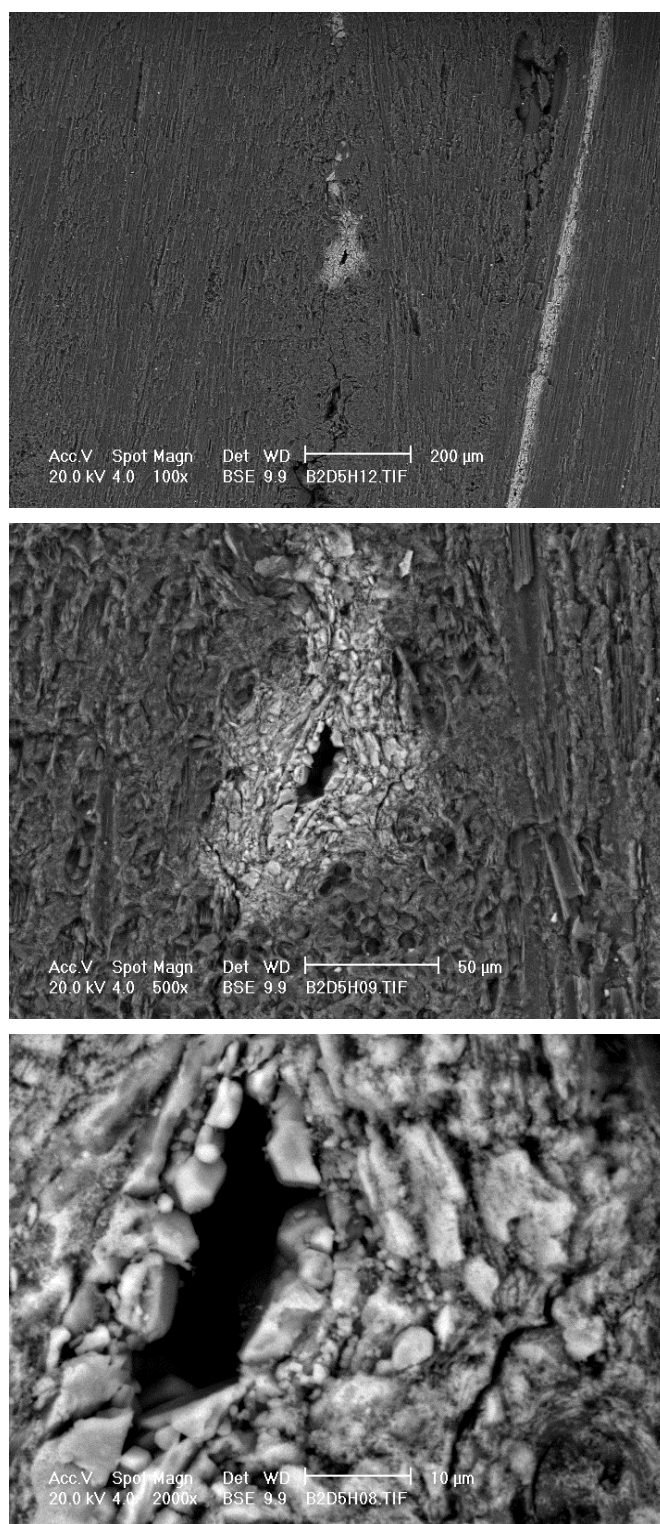 Acc.V Spot Magn Det WD 200 µm
20.0 kV 4.0 100x BSE 9.9 B2D5H12.TIF
Acc.V Spot Magn Det WD 50 µm
20.0 kV 4.0 500x BSE 9.9 B2D5H09.TIF
Acc.V Spot Magn Det WD 10 µm
20.0 kV 4.0 2000x BSE 9.9 B2D5H08.TIF